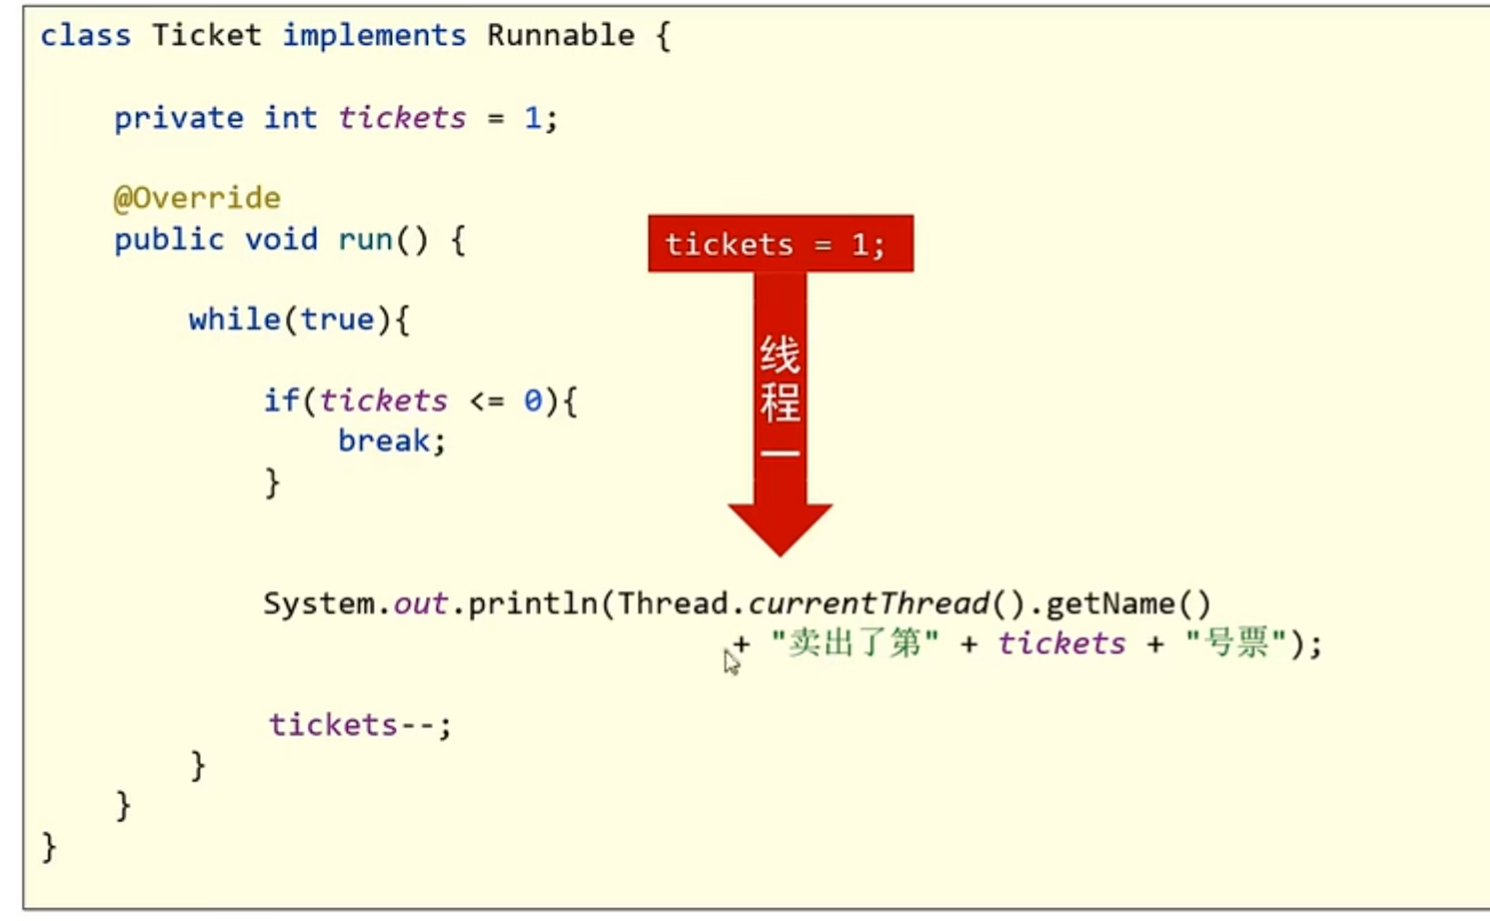 class Ticket implements Runnable {
private int tickets = 1;
@Override
public void run() {
tickets = 1;
while(true){
线程一
if(tickets <= 0){
break;
}
System.out.println(Thread.currentThread().getName()
+ "卖出了第" + tickets + "号票");
tickets--;
}
}
}